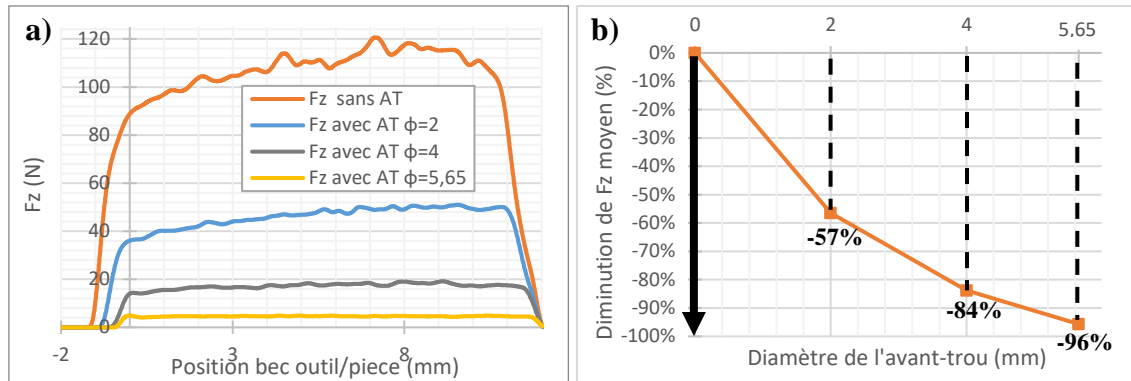 a)
120
100
80
60
40
20
0
-2
3
8
Fz (N)
Position bec outil/piece (mm)
Fz sans AT
Fz avec AT ϕ=2
Fz avec AT ϕ=4
Fz avec AT ϕ=5,65
b)
0
2
4
5.65
0%
-10%
-20%
-30%
-40%
-50%
-60%
-70%
-80%
-90%
-100%
Diminution de Fz moyen (%)
-57%
-84%
-96%
Diamètre de l'avant-trou (mm)